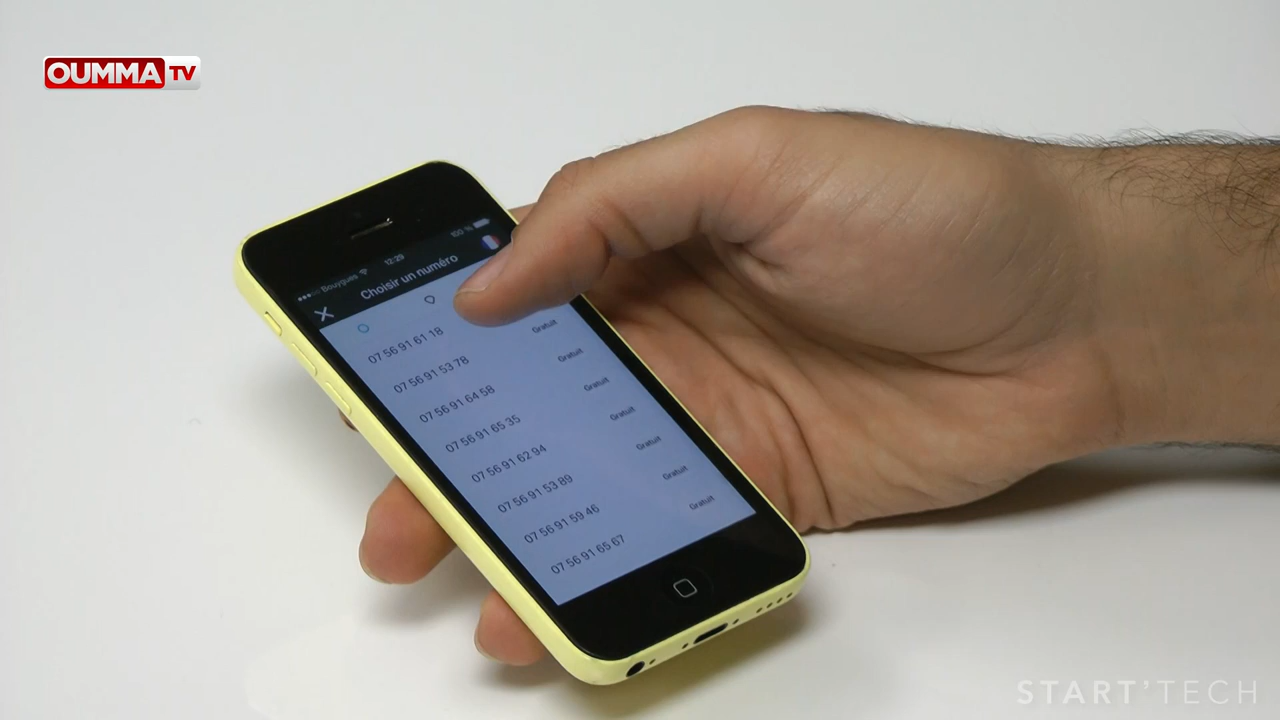 OUMMA TV
Bouygues 12:29 100 %
Choisir un numéro
07 56 91 61 18 Gratuit
07 56 91 53 78 Gratuit
07 56 91 64 58 Gratuit
07 56 91 65 35 Gratuit
07 56 91 62 94 Gratuit
07 56 91 53 89 Gratuit
07 56 91 59 46 Gratuit
07 56 91 65 67
START'TECH